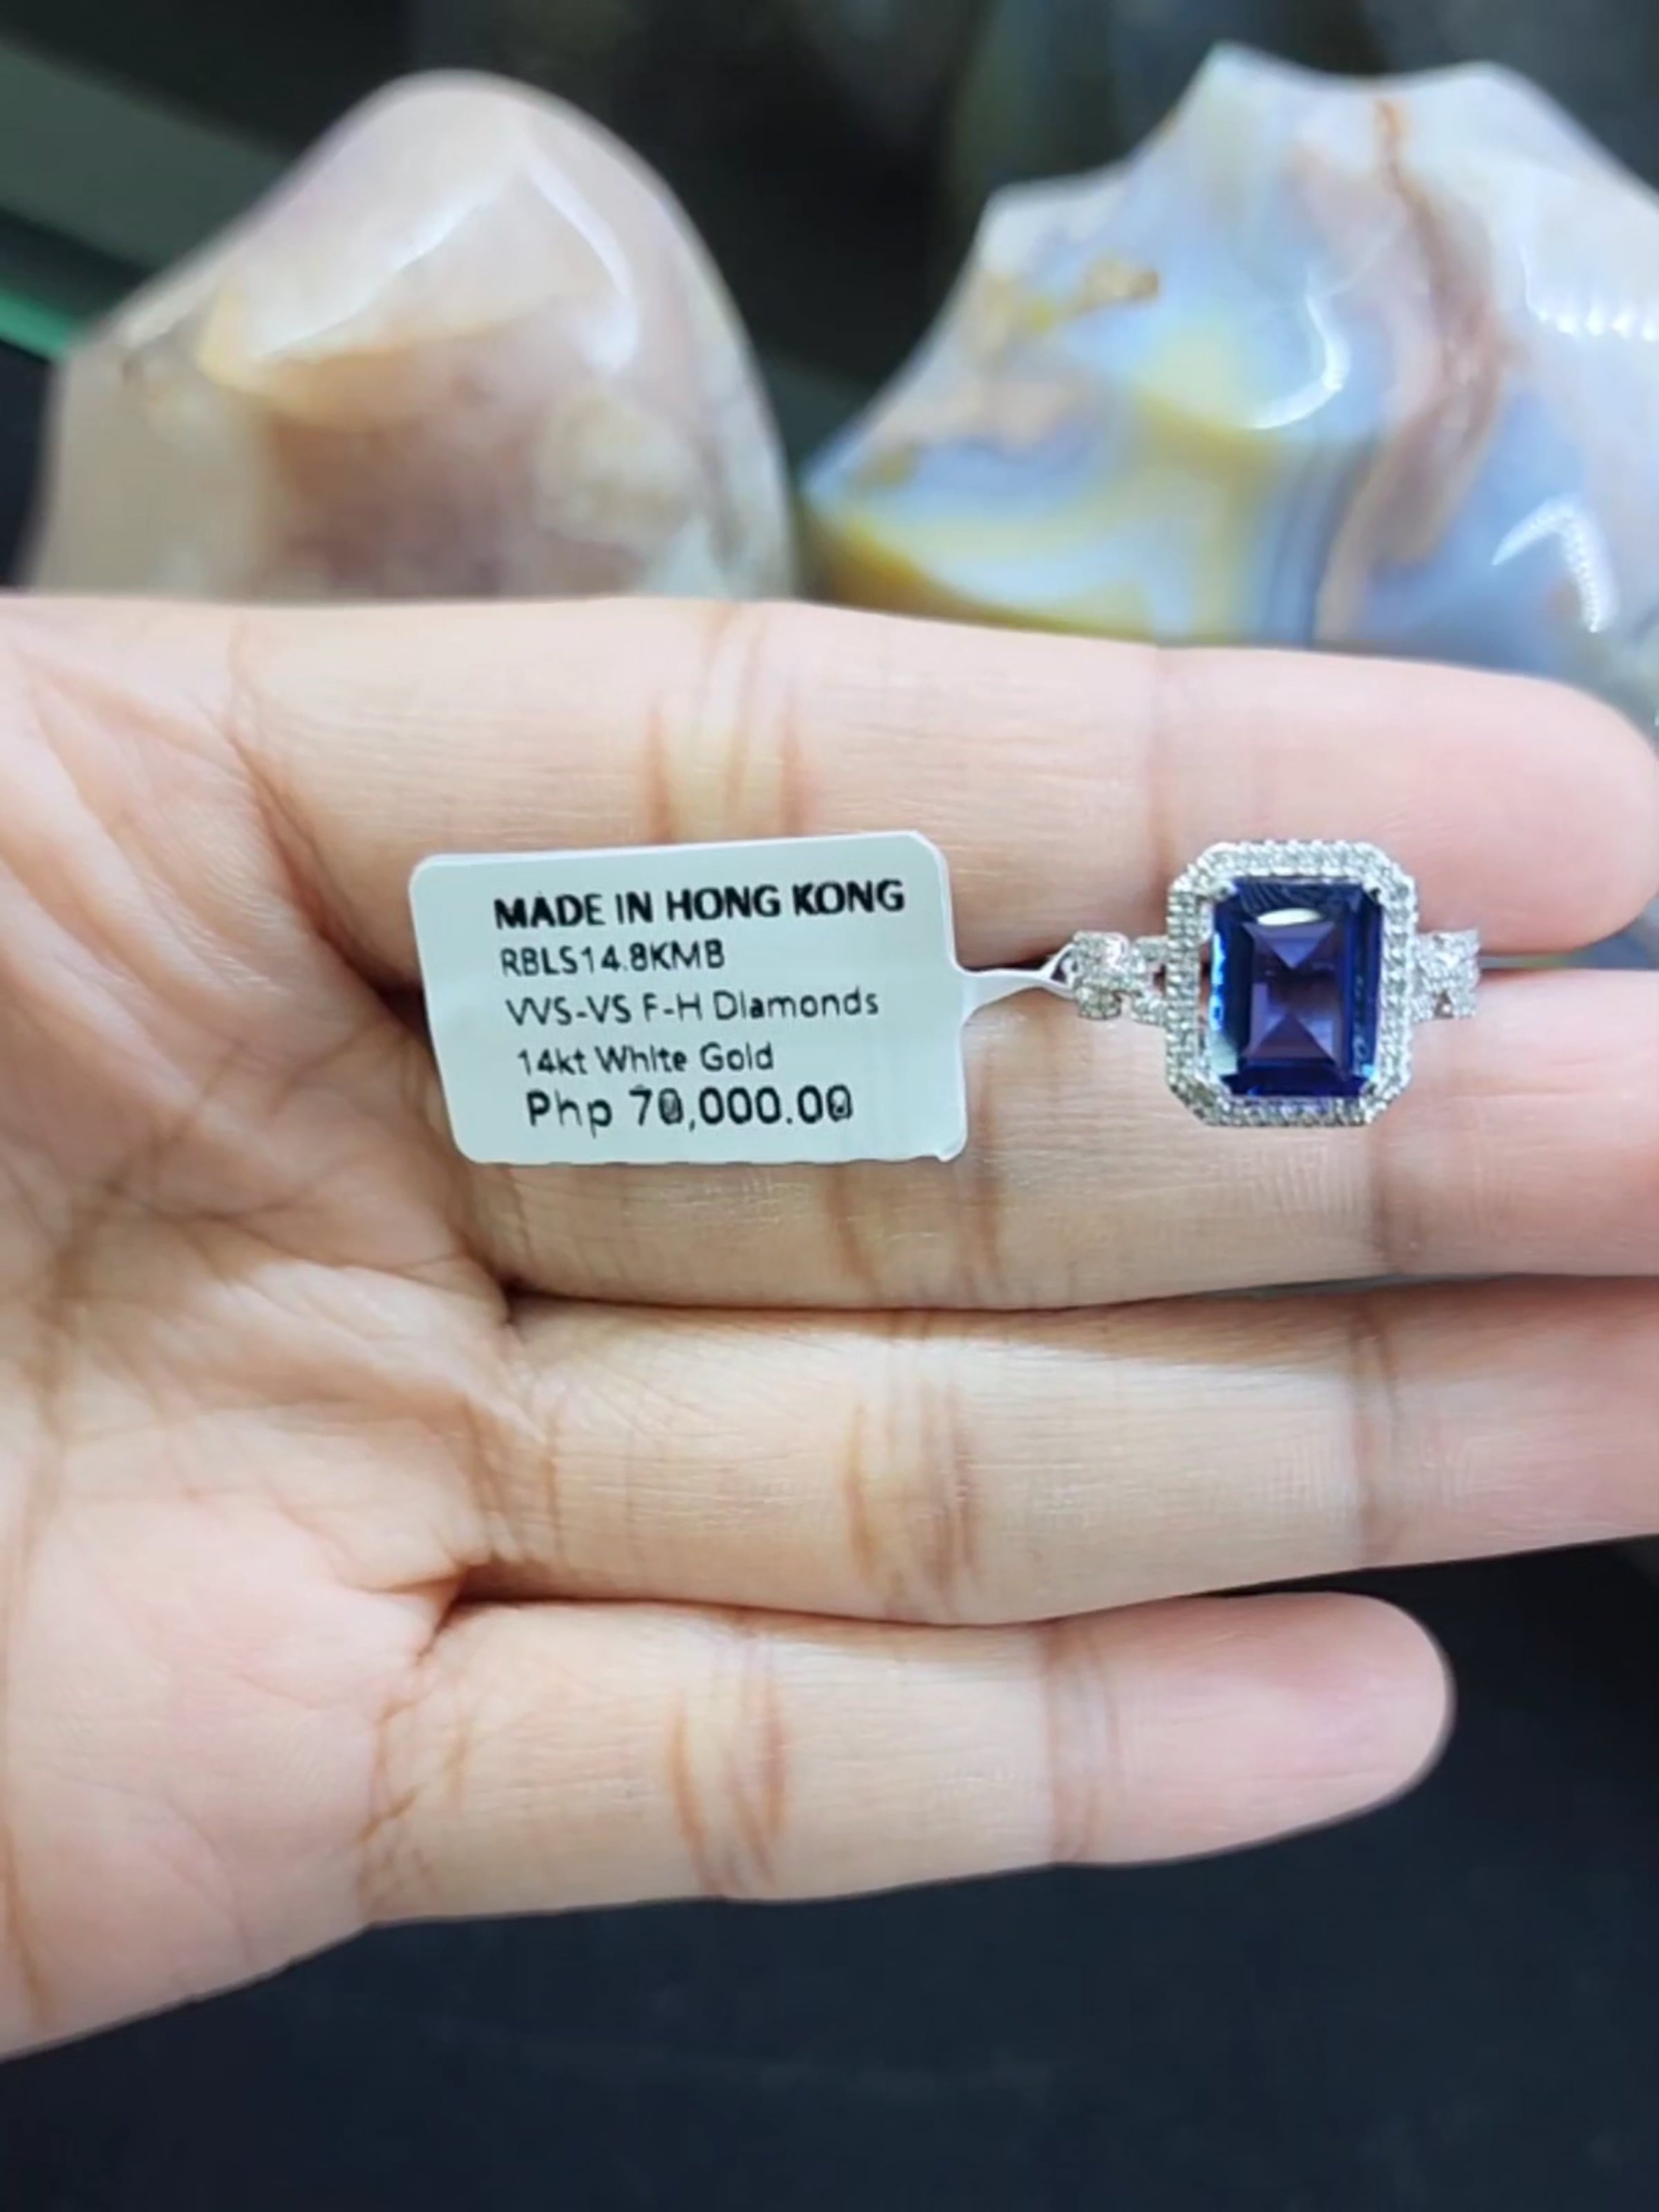 MADE IN HONG KONG
RBLS14.8KMB
VVS-VS F-H Diamonds
14kt White Gold
Php 70,000.00